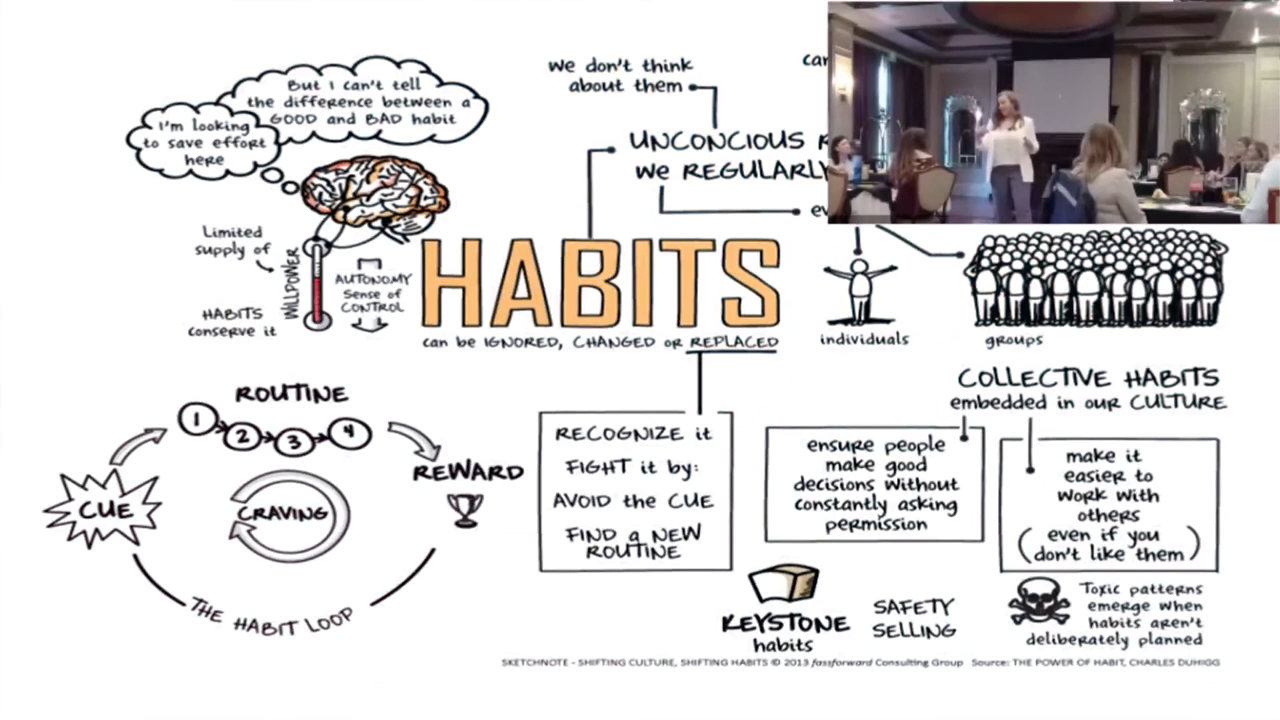 But I can't tell
the difference between a
GOOD and BAD habit
I'm looking
to save effort
here
we don't think
about them
UNCONCIOUS
we REGULARLY
Limited
supply of
WILLPOWER
HABITS
conserve it
AUTONOMY
Sense of
CONTROL
HABITS
can be IGNORED, CHANGED or REPLACED
individuals
groups
COLLECTIVE HABITS
embedded in our CULTURE
ROUTINE
1 2 3 4
CUE
CRAVING
REWARD
THE HABIT LOOP
RECOGNIZE it
FIGHT it by:
AVOID the CUE
FIND a NEW
ROUTINE
ensure people
make good
decisions without
constantly asking
permission
make it
easier to
work with
others
(even if you
don't like them)
KEYSTONE
habits
SAFETY
SELLING
Toxic patterns
emerge when
habits aren't
deliberately planned
SKETCHNOTE - SHIFTING CULTURE, SHIFTING HABITS © 2013 fassforward Consulting Group Source: THE POWER OF HABIT, CHARLES DUHIGG